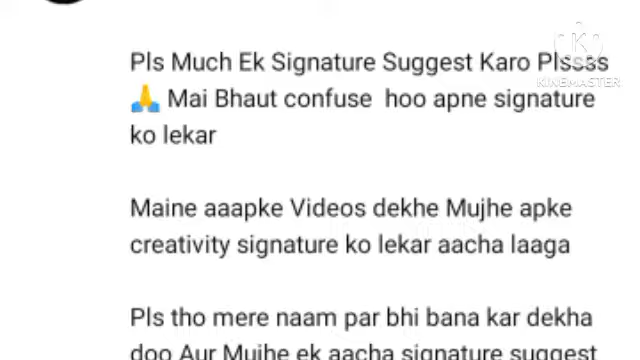 Pls Much Ek Signature Suggest Karo Plssss
🙏 Mai Bhaut confuse hoo apne signature
ko lekar
Maine aaapke Videos dekhe Mujhe apke
creativity signature ko lekar aacha laaga
Pls tho mere naam par bhi bana kar dekha
doo Aur Mujhe ek aacha signature suggest
K
KINEMASTER